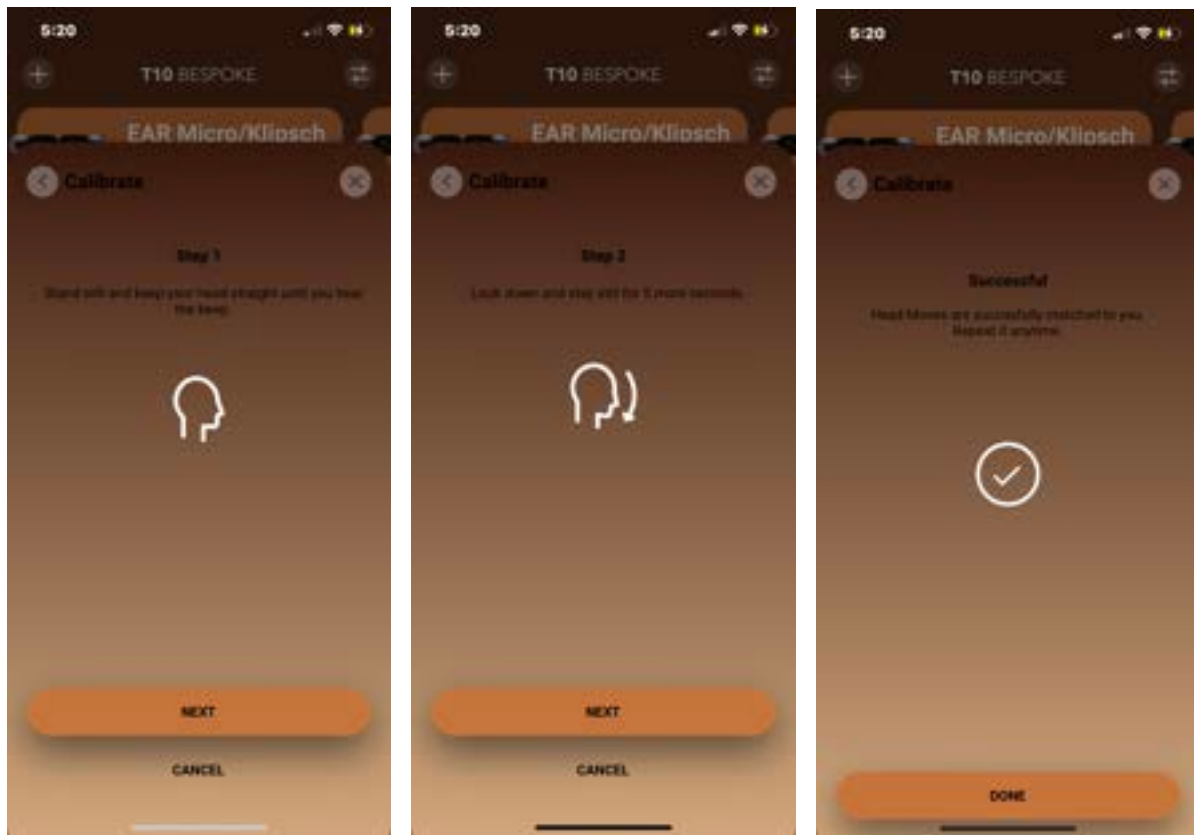 5:20
T10 BESPOKE
EAR Micro/Klipsch
Calibrate
Step 1
Stand still and keep your head straight until you hear
the beep.
NEXT
CANCEL
5:20
T10 BESPOKE
EAR Micro/Klipsch
Calibrate
Step 2
Look down and stay still for 5 more seconds.
NEXT
CANCEL
5:20
T10 BESPOKE
EAR Micro/Klipsch
Calibrate
Successful
Head Moves are succesfully matched to you.
Repeat it anytime.
DONE